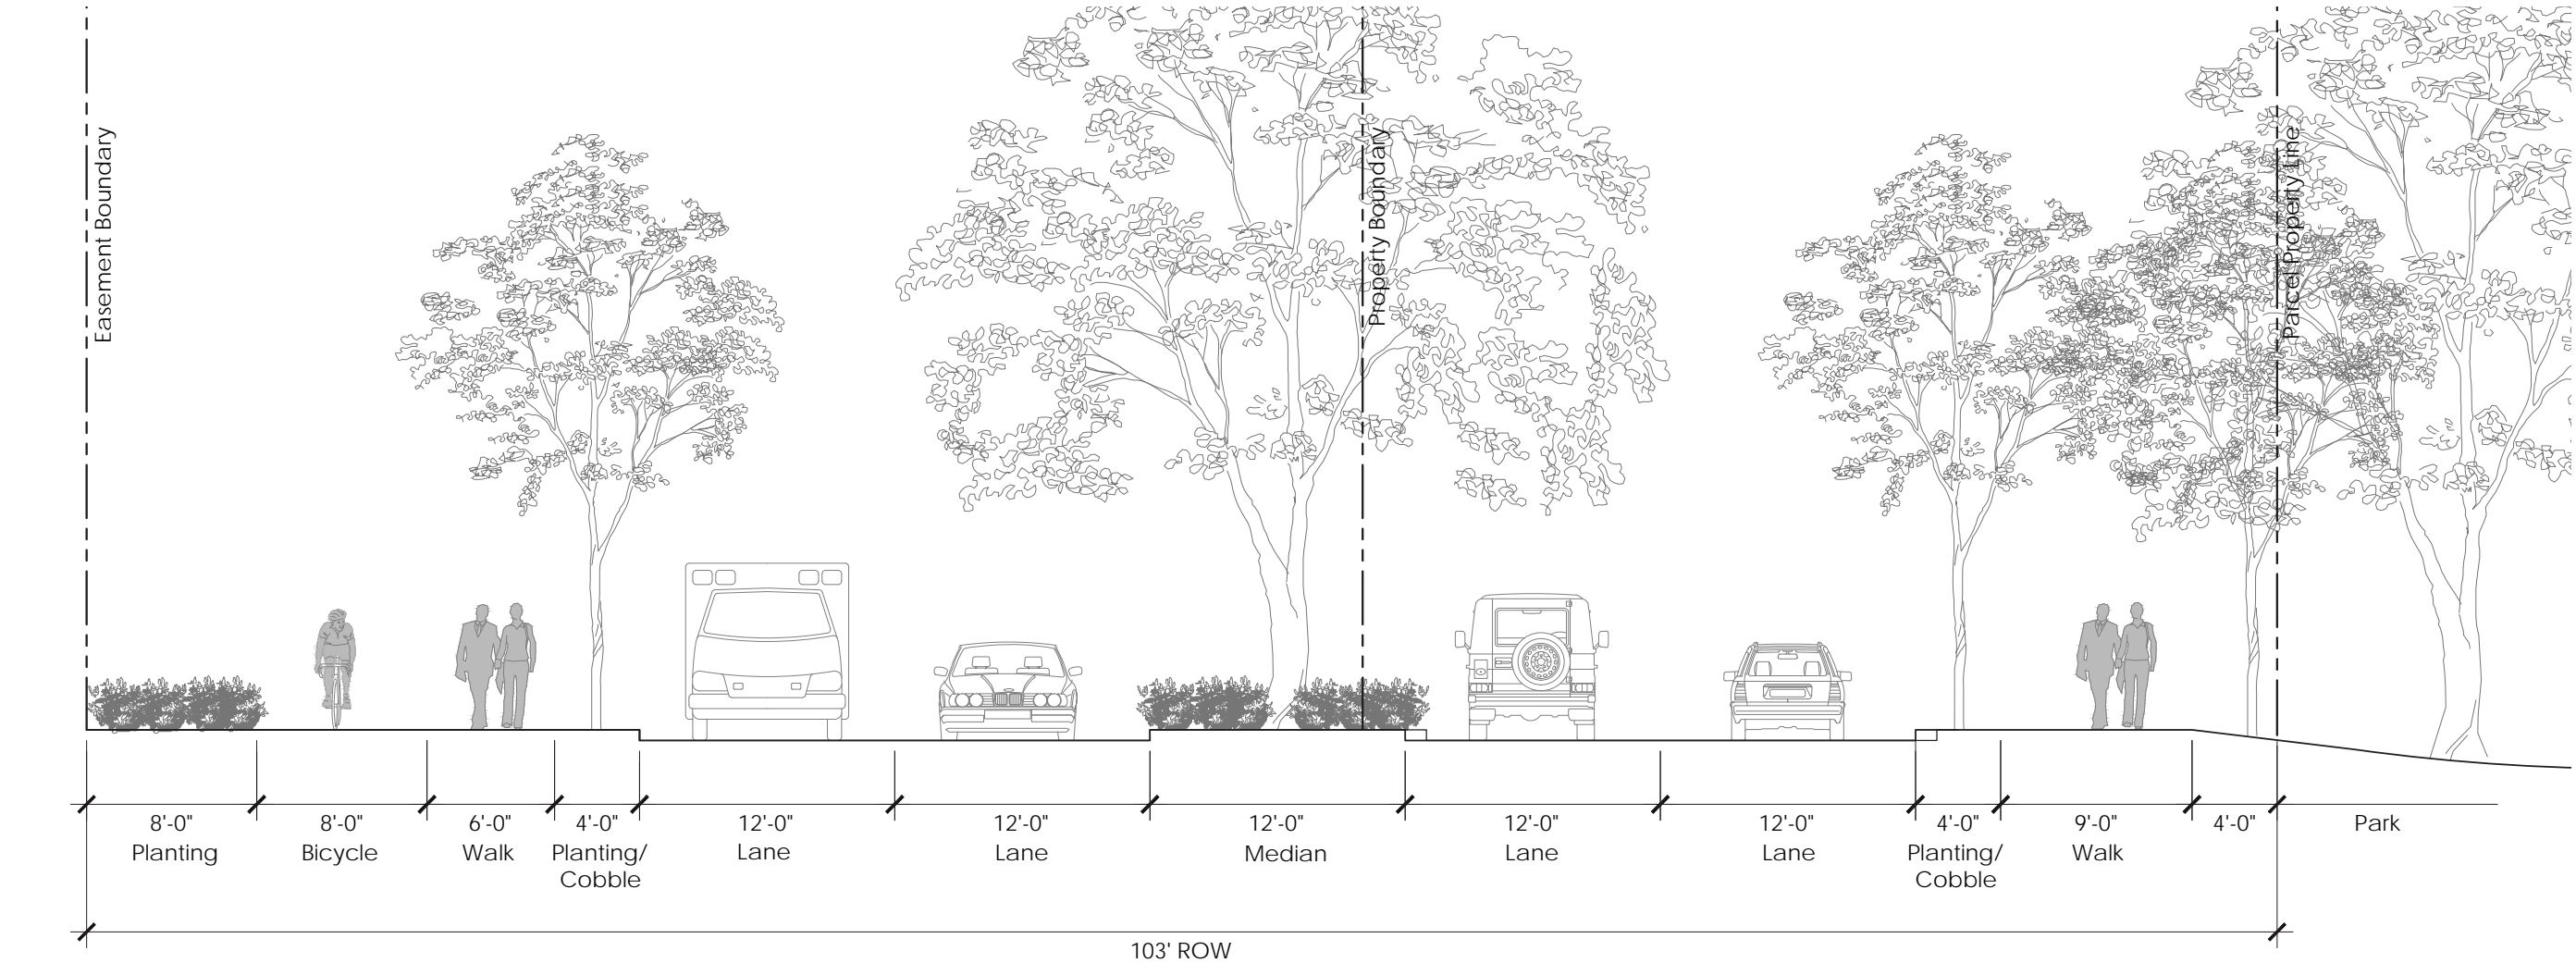 Easement Boundary
Property Boundary
Parcel Property Line
8'-0"
Planting
8'-0"
Bicycle
6'-0"
Walk
4'-0"
Planting/
Cobble
12'-0"
Lane
12'-0"
Lane
12'-0"
Median
12'-0"
Lane
12'-0"
Lane
4'-0"
Planting/
Cobble
9'-0"
Walk
4'-0"
Park
103' ROW